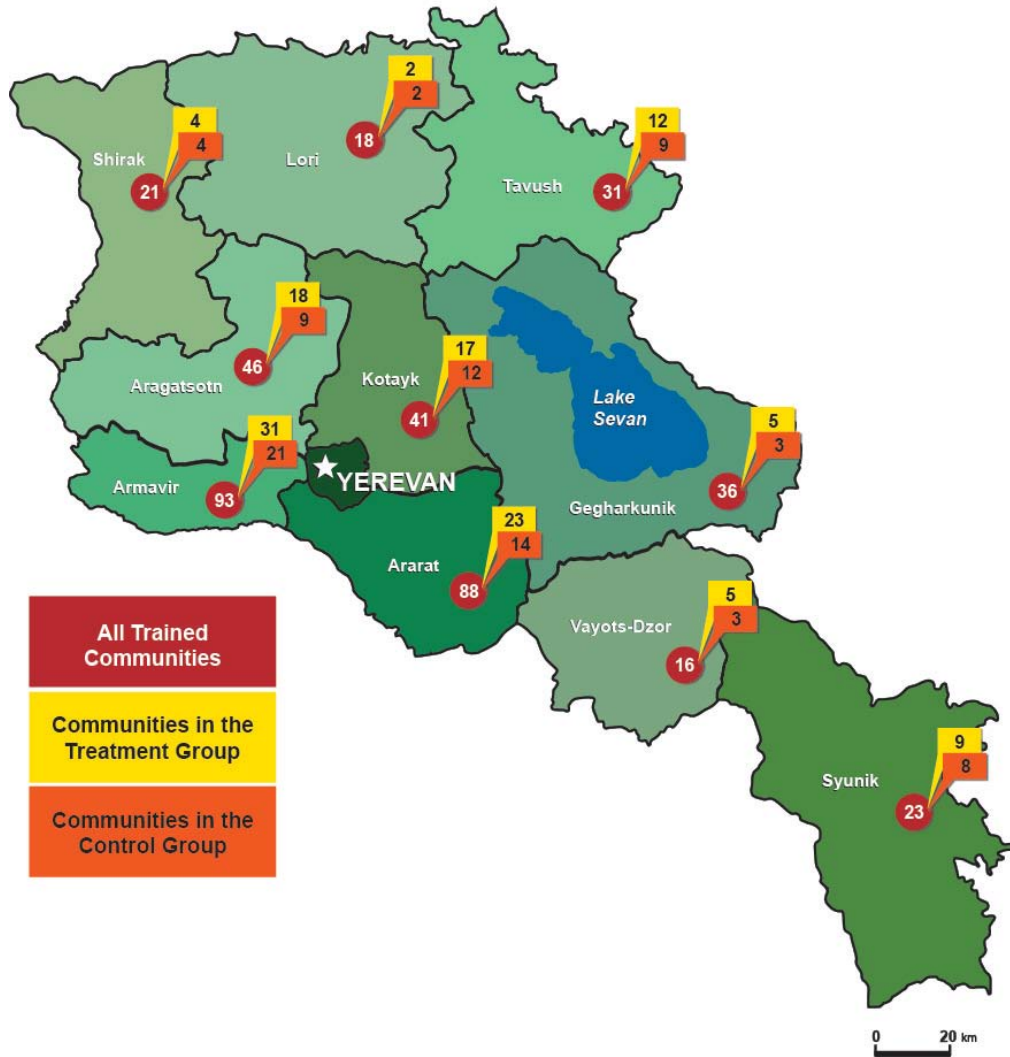 2
2
18
Lori
4
4
Shirak
21
12
9
Tavush
31
18
9
Aragatsotn
46
17
12
Kotayk
41
Lake
Sevan
5
3
Gegharkunik
36
31
21
Armavir
93
YEREVAN
23
14
Ararat
88
5
3
Vayots-Dzor
16
9
8
Syunik
23
All Trained
Communities
Communities in the
Treatment Group
Communities in the
Control Group
0 20 km